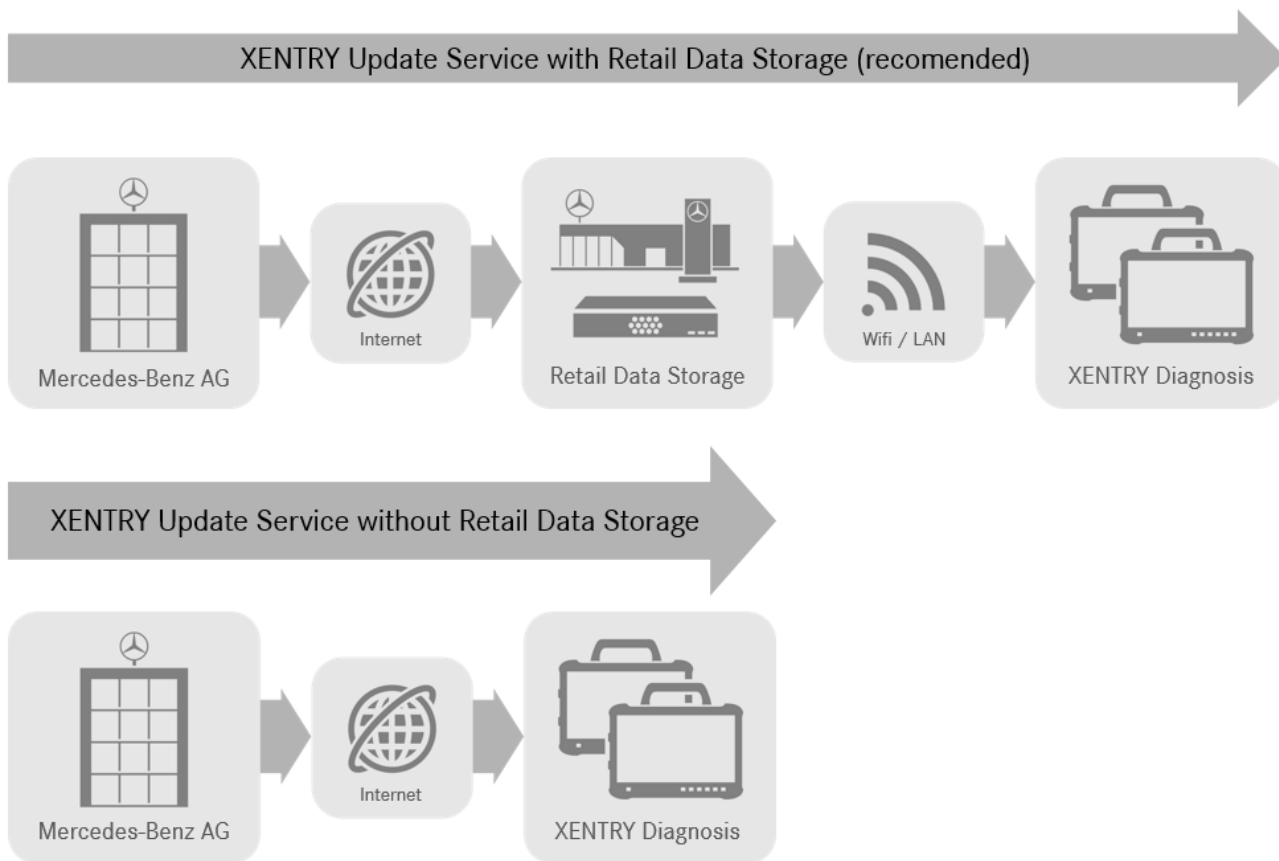 XENTRY Update Service with Retail Data Storage (recomended)
Mercedes-Benz AG
Internet
Retail Data Storage
Wifi / LAN
XENTRY Diagnosis
XENTRY Update Service without Retail Data Storage
Mercedes-Benz AG
Internet
XENTRY Diagnosis